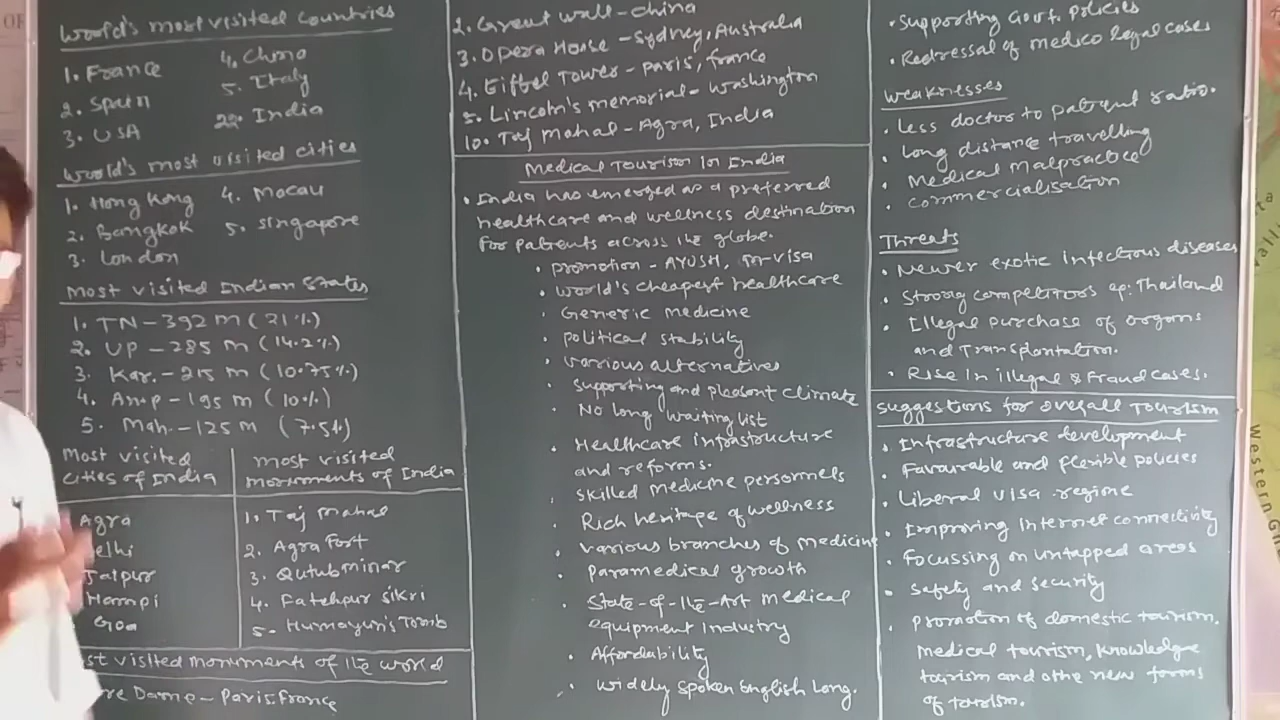 World's most visited countries
1. France
2. Spain
3. USA
4. China
5. Italy
22. India
World's most visited cities
1. Hong Kong
2. Bangkok
3. London
4. Macau
5. Singapore
Most visited Indian States
1. TN - 392 M (21%)
2. UP - 285 M (14.2%)
3. Kar. - 215 M (10.75%)
4. An.P - 195 M (10%)
5. Mah. - 125 M (7.5%)
Most visited
cities of India
Agra
elhi
Jaipur
Hampi
Goa
most visited
monuments of India
1. Taj Mahal
2. Agra Fort
3. Qutub minar
4. Fatehpur Sikri
5. Humayun's Tomb
st visited monuments of the world
re Dame - Paris, France
2. Great Wall - China
3. Opera House - Sydney, Australia
4. Eiffel Tower - Paris, France
5. Lincoln's memorial - Washington
10. Taj Mahal - Agra, India
Medical Tourism in India
• India has emerged as a preferred
healthcare and wellness destination
for patients across the globe.
• promotion - AYUSH, m-visa
• World's cheapest healthcare
• Generic medicine
• political stability
• various alternatives
• supporting and pleasant climate
• No long waiting list
• Healthcare infrastructure
and reforms.
• skilled medicine personnels
• Rich heritage of wellness
• various branches of medicine
• paramedical growth
• State-of-the-Art medical
equipment industry
• Affordability
• widely spoken English Lang.
• Supporting Govt. policies
• Redressal of medico legal cases
Weaknesses
• Less doctor to patient ratio.
• long distance travelling
• Medical Malpractice
• commercialisation
Threats
• Newer exotic infectious diseases
• Strong competitors eg: Thailand
• Illegal purchase of organs
and Transplantation.
• Rise in illegal & Fraud cases.
Suggestions for overall Tourism
• Infrastructure development
• Favourable and flexible policies
• Liberal visa regime
• Improving Internet connectivity
• Focussing on untapped areas
• Safety and security
• promotion of domestic tourism,
medical tourism, knowledge
tourism and othe new forms
of tourism.
Western G